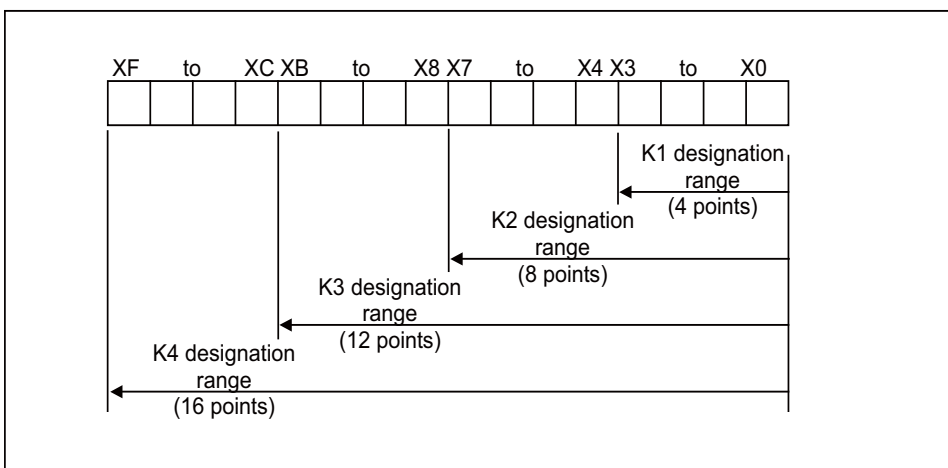 XF to XC XB to X8 X7 to X4 X3 to X0
K1 designation
range
(4 points)
K2 designation
range
(8 points)
K3 designation
range
(12 points)
K4 designation
range
(16 points)